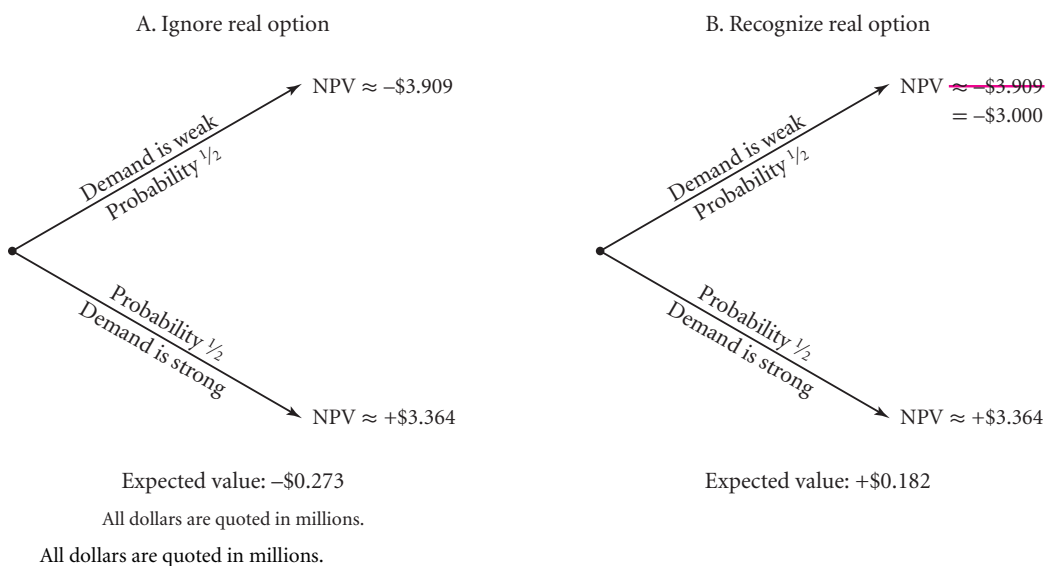 A. Ignore real option
NPV ≈ –$3.909
Demand is weak
Probability 1/2
Probability 1/2
Demand is strong
NPV ≈ +$3.364
Expected value: –$0.273
All dollars are quoted in millions.
All dollars are quoted in millions.
B. Recognize real option
NPV ≈ –$3.909
= –$3.000
Demand is weak
Probability 1/2
Probability 1/2
Demand is strong
NPV ≈ +$3.364
Expected value: +$0.182